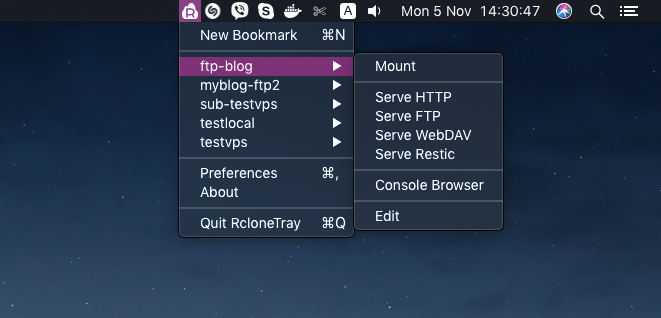 A Mon 5 Nov 14:30:47
New Bookmark ⌘N
ftp-blog
myblog-ftp2
sub-testvps
testlocal
testvps
Preferences ⌘,
About
Quit RcloneTray ⌘Q
Mount
Serve HTTP
Serve FTP
Serve WebDAV
Serve Restic
Console Browser
Edit